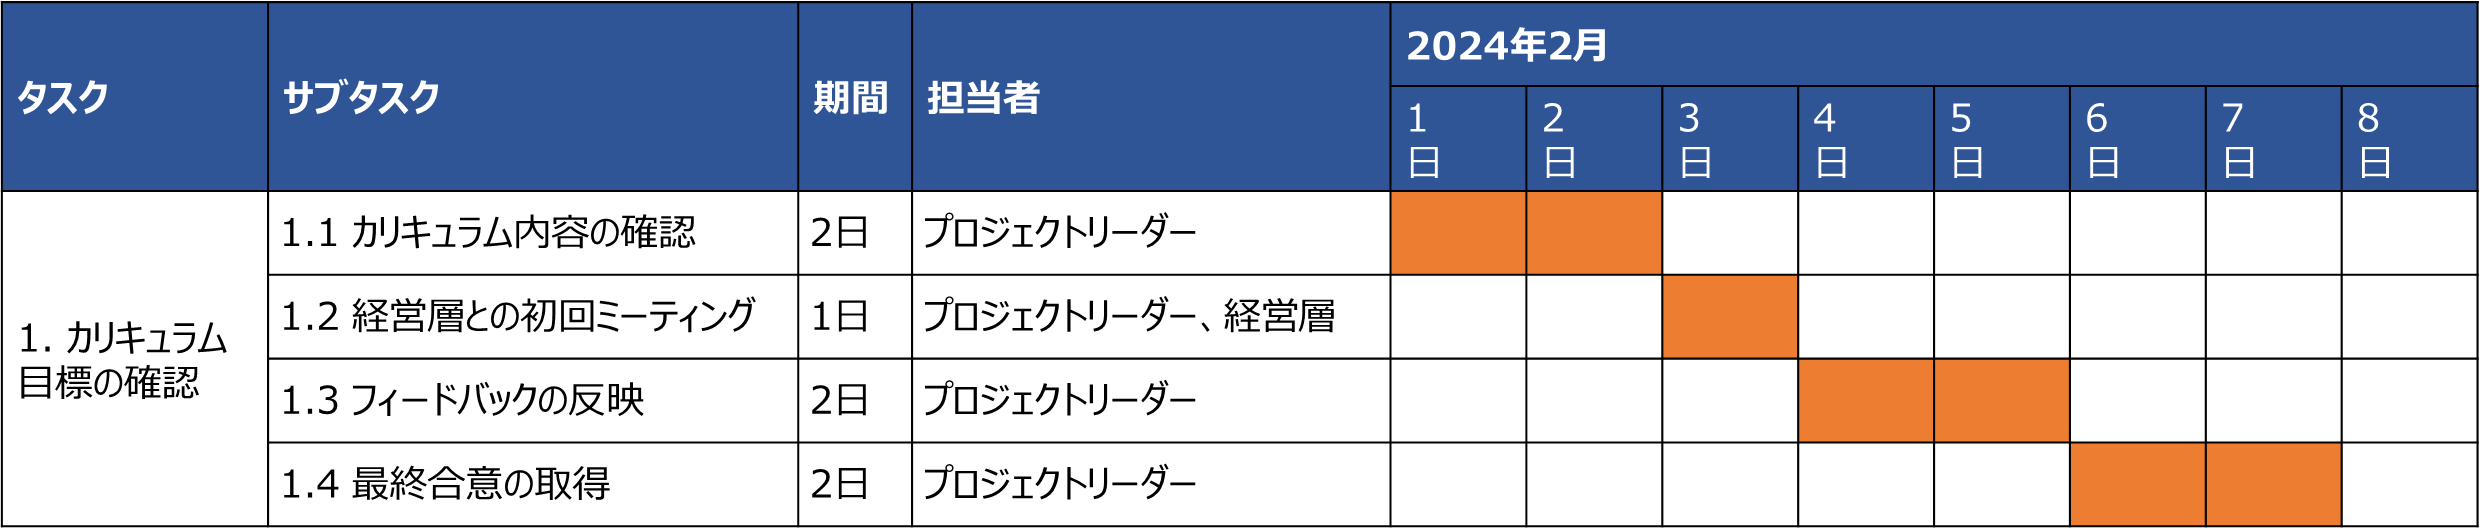 タスク
サブタスク
期間
担当者
2024年2月
1
日
2
日
3
日
4
日
5
日
6
日
7
日
8
日
1. カリキュラム
目標の確認
1.1 カリキュラム内容の確認
2日
プロジェクトリーダー
1.2 経営層との初回ミーティング
1日
プロジェクトリーダー、経営層
1.3 フィードバックの反映
2日
プロジェクトリーダー
1.4 最終合意の取得
2日
プロジェクトリーダー